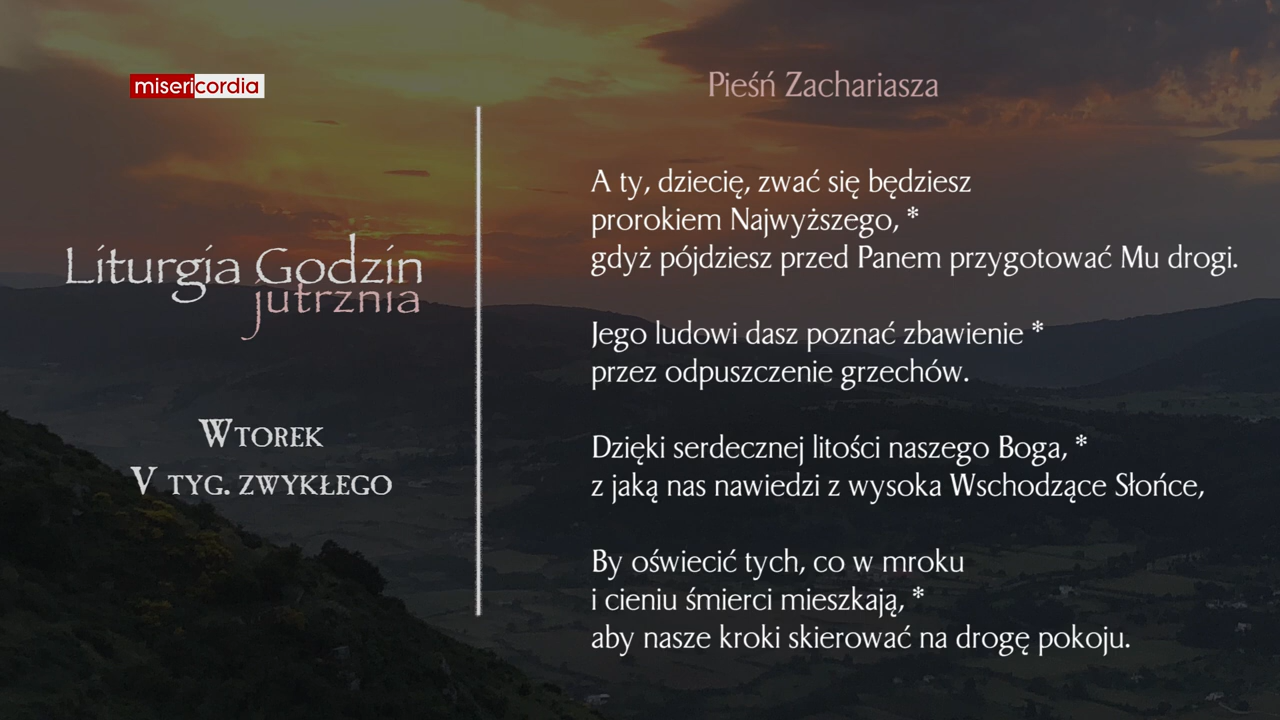 misericordia
Liturgia Godzin
jutrznia
Wtorek
V tyg. zwykłego
Pieśń Zachariasza
A ty, dziecię, zwać się będziesz
prorokiem Najwyższego, *
gdyż pójdziesz przed Panem przygotować Mu drogi.
Jego ludowi dasz poznać zbawienie *
przez odpuszczenie grzechów.
Dzięki serdecznej litości naszego Boga, *
z jaką nas nawiedzi z wysoka Wschodzące Słońce,
By oświecić tych, co w mroku
i cieniu śmierci mieszkają, *
aby nasze kroki skierować na drogę pokoju.